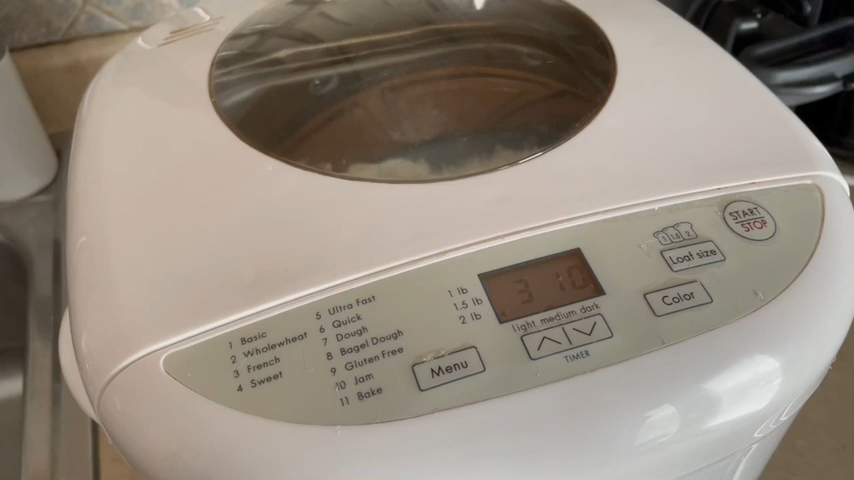 1 Basic
2 Wholewheat
3 French
4 Sweet
5 Ultra Fast
6 Quick
7 Dough
8 Bagel Dough
9 Gluten Free
10 Jam
11 Bake
Menu
1 lb
1.5 lb
2 lb
3 10
light medium dark
TIMER
Loaf size
Color
START
STOP